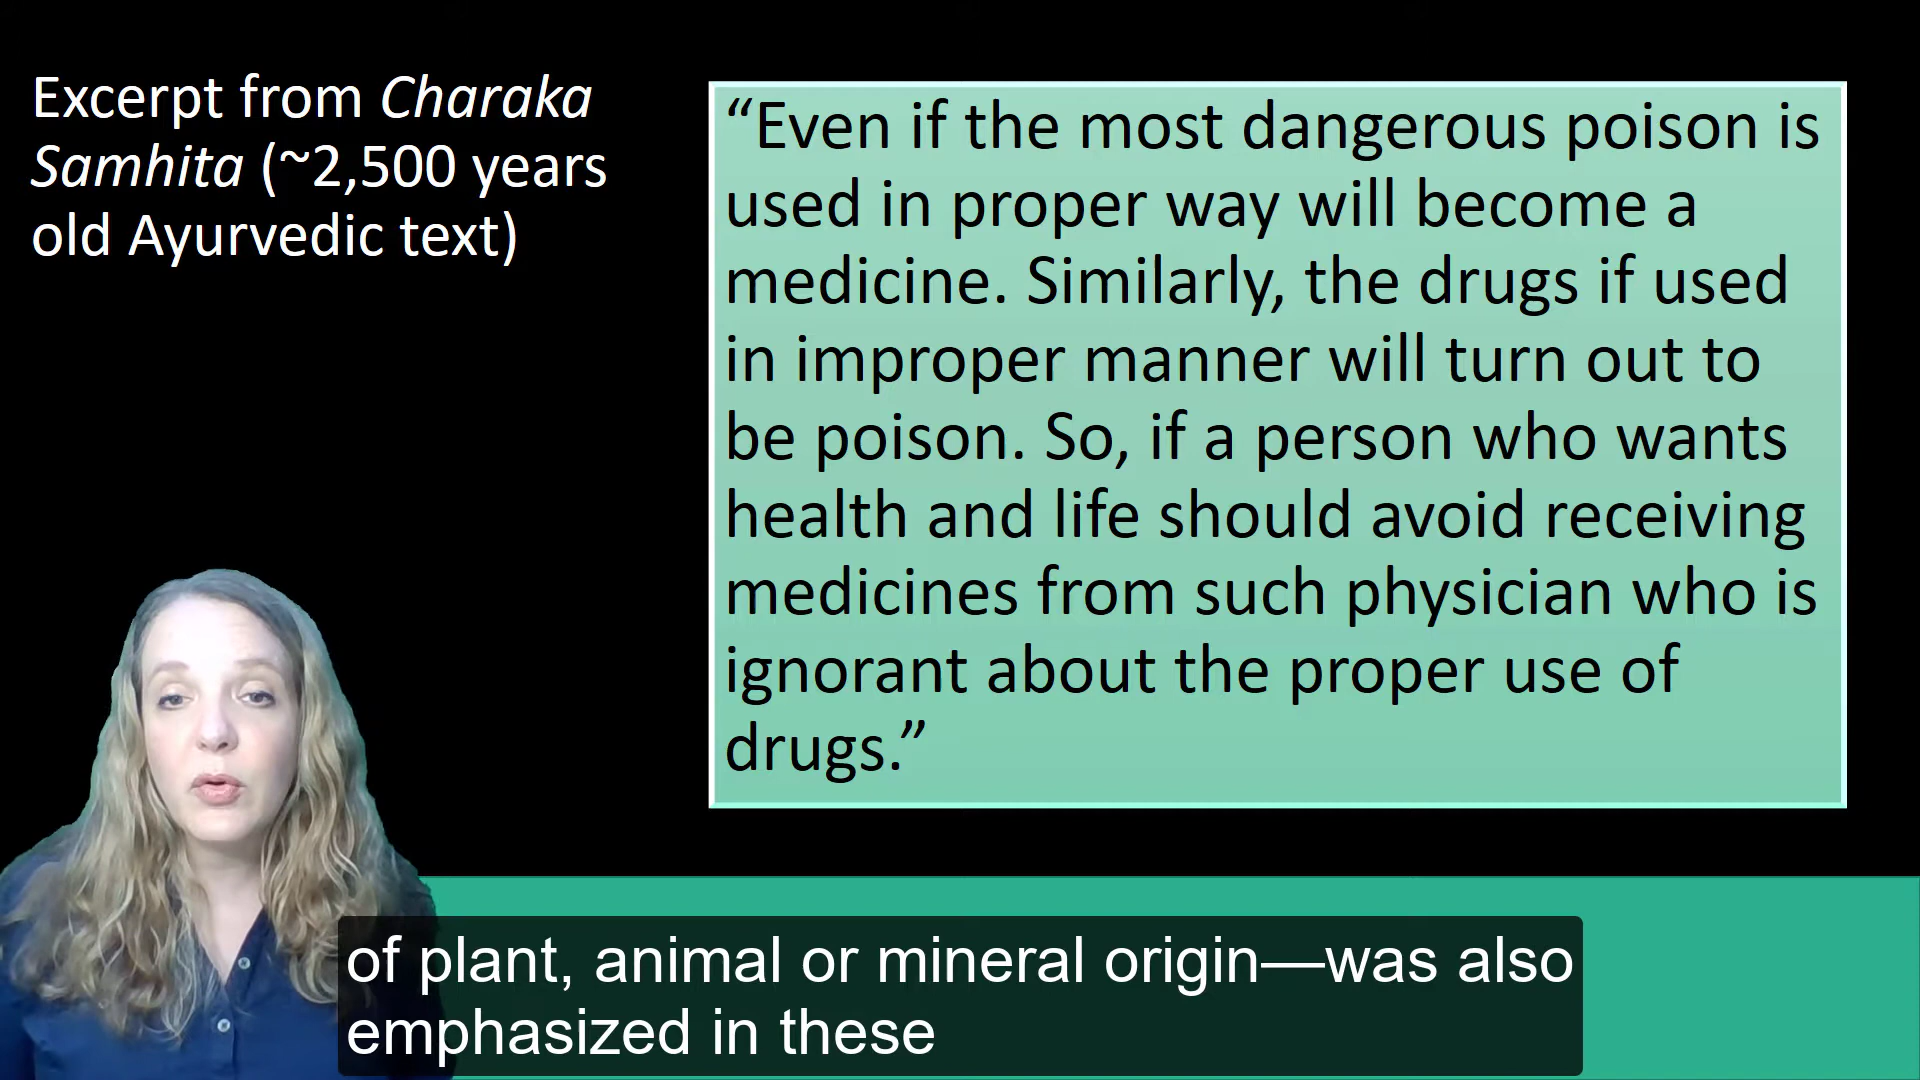 Excerpt from Charaka
Samhita (~2,500 years
old Ayurvedic text)
“Even if the most dangerous poison is
used in proper way will become a
medicine. Similarly, the drugs if used
in improper manner will turn out to
be poison. So, if a person who wants
health and life should avoid receiving
medicines from such physician who is
ignorant about the proper use of
drugs.”
of plant, animal or mineral origin—was also
emphasized in these